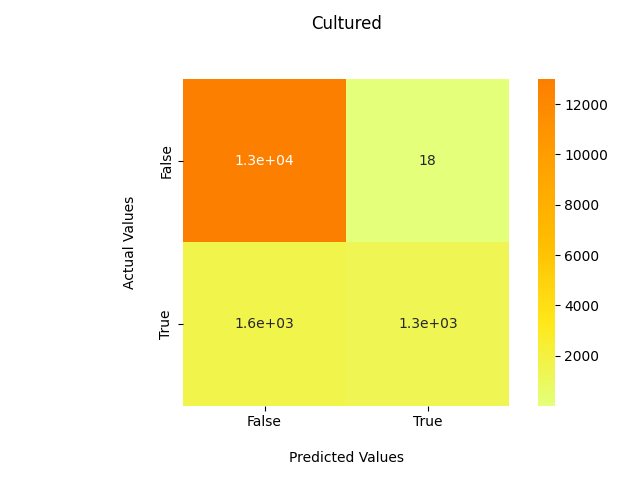 Cultured
Actual Values
False
True
1.3e+04
18
1.6e+03
1.3e+03
False
True
Predicted Values
12000
10000
8000
6000
4000
2000